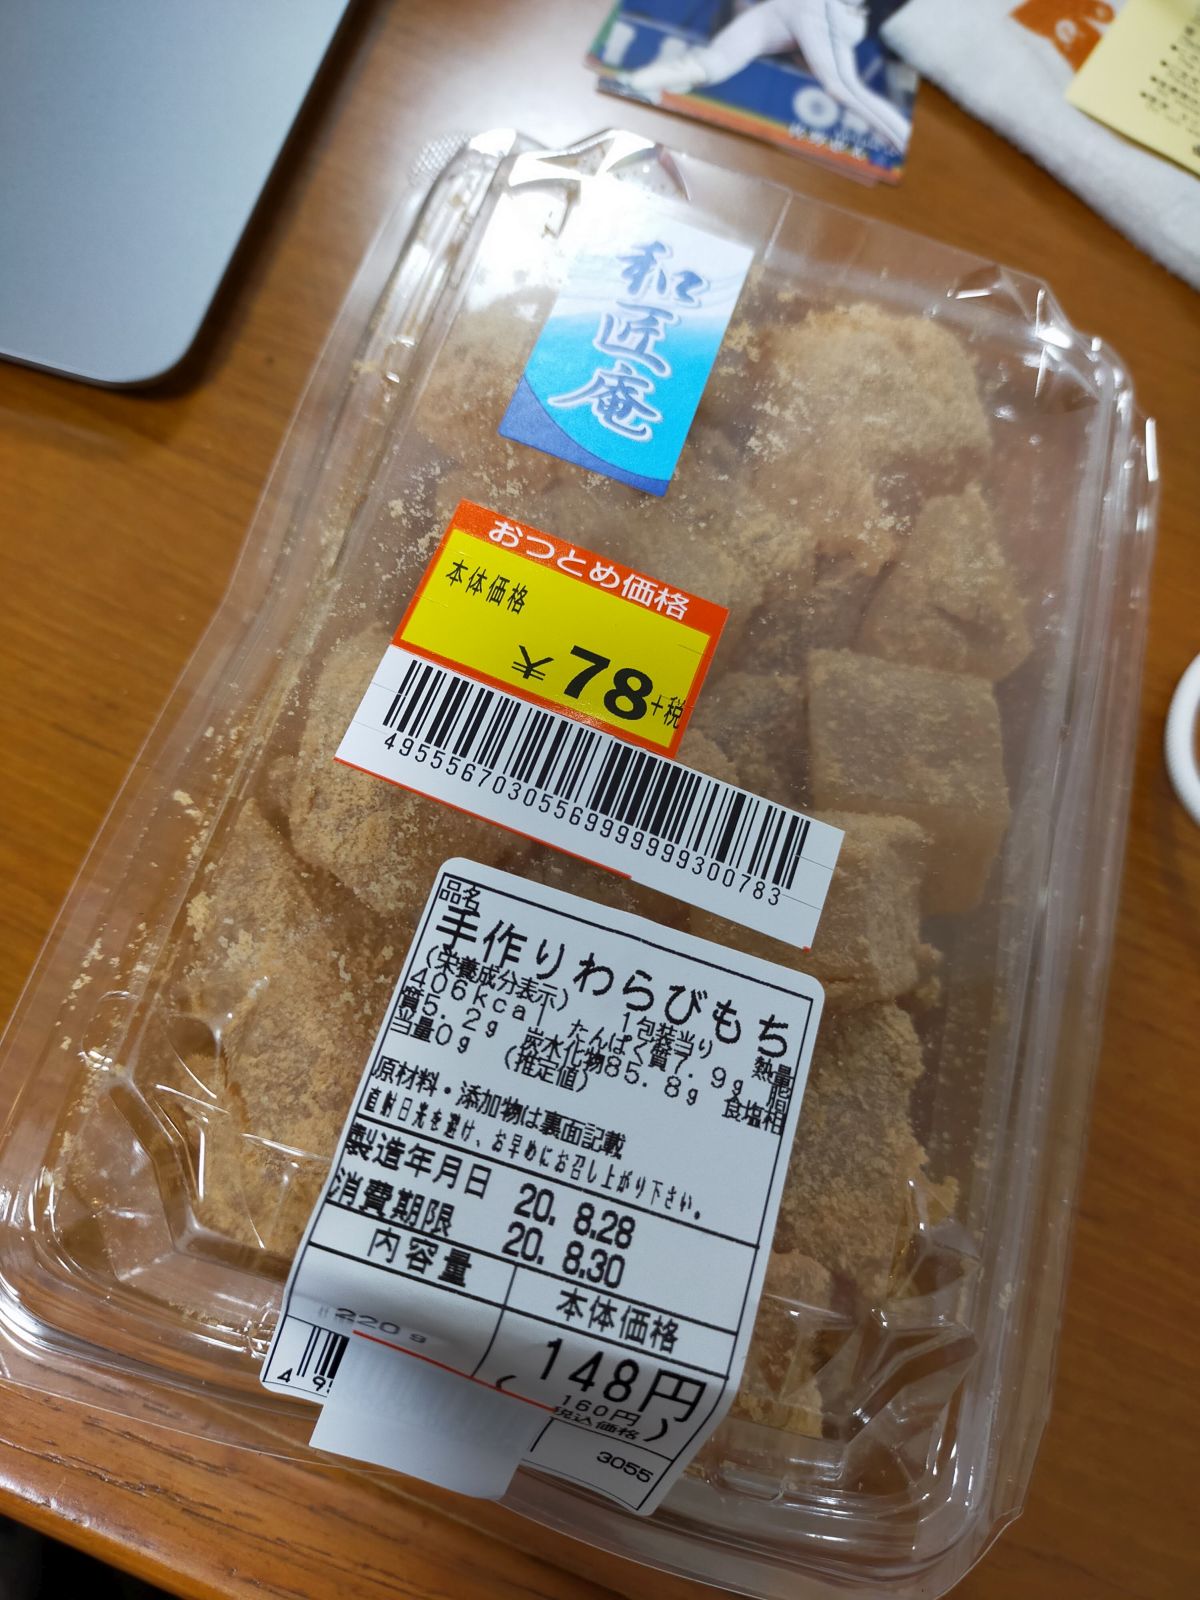 和匠庵
おつとめ価格
本体価格
¥78+税
4955567030556999999930078​3
品名
手作りわらびもち
(栄養成分表示) 1包装当り 熱量
406kcal たんぱく質7.9g 脂
質5.2g 炭水化物85.8g 食塩相
当量0g (推定値)
原材料・添加物は裏面記載
直射日光を避け、お早めにお召し上がり下さい。
製造年月日 20. 8.28
消費期限 20. 8.30
内容量 本体価格
220g 148円
(160円
税込価格)
3055